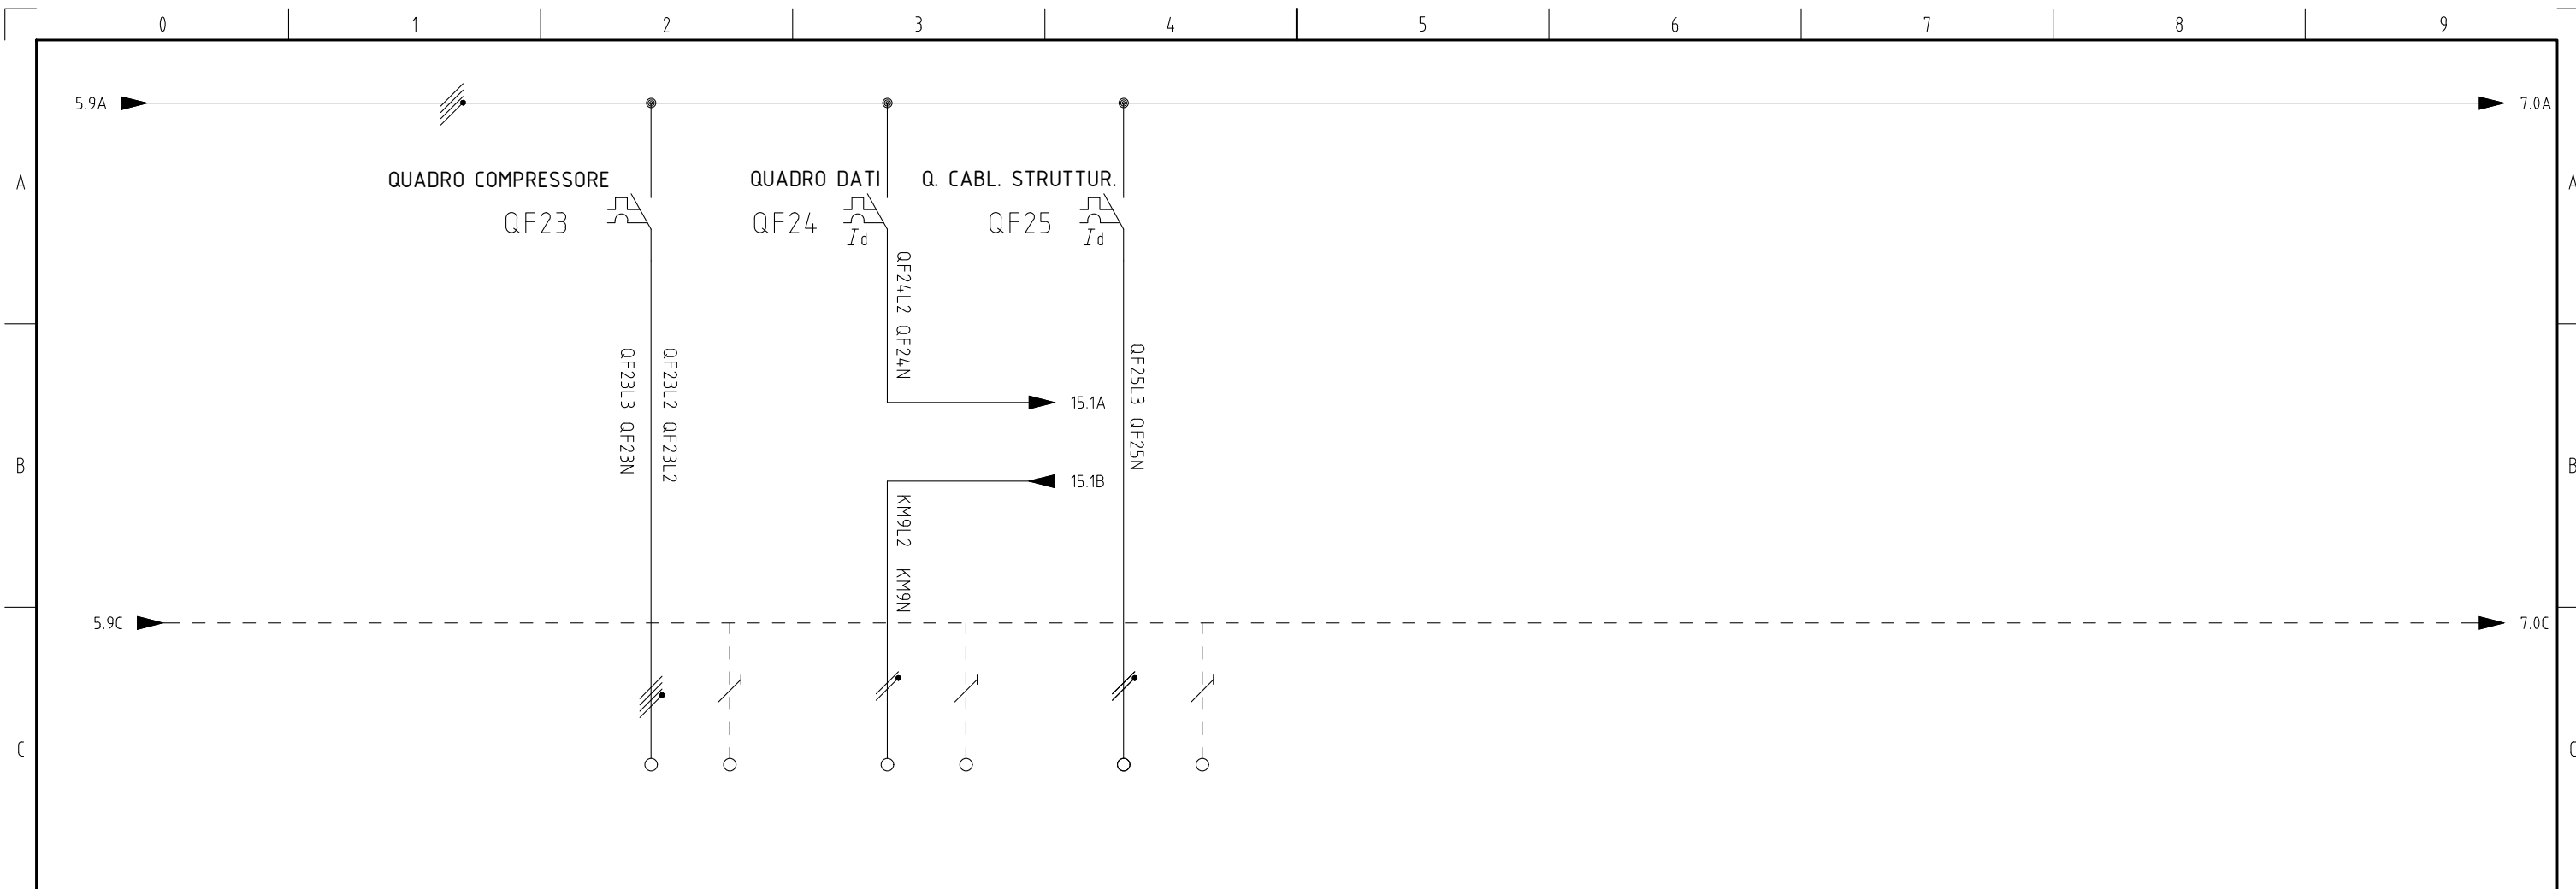 0 1 2 3 4 5 6 7 8 9
5.9A 7.0A
A QUADRO COMPRESSORE QUADRO DATI Q. CABL. STRUTTUR. A
QF23 QF24 QF25
Id Id
QF24L2 QF24N
QF23L3 QF23N
QF23L2 QF23L2
QF25L3 QF25N
15.1A
B B
15.1B
KM9L2 KM9N
5.9C 7.0C
C C